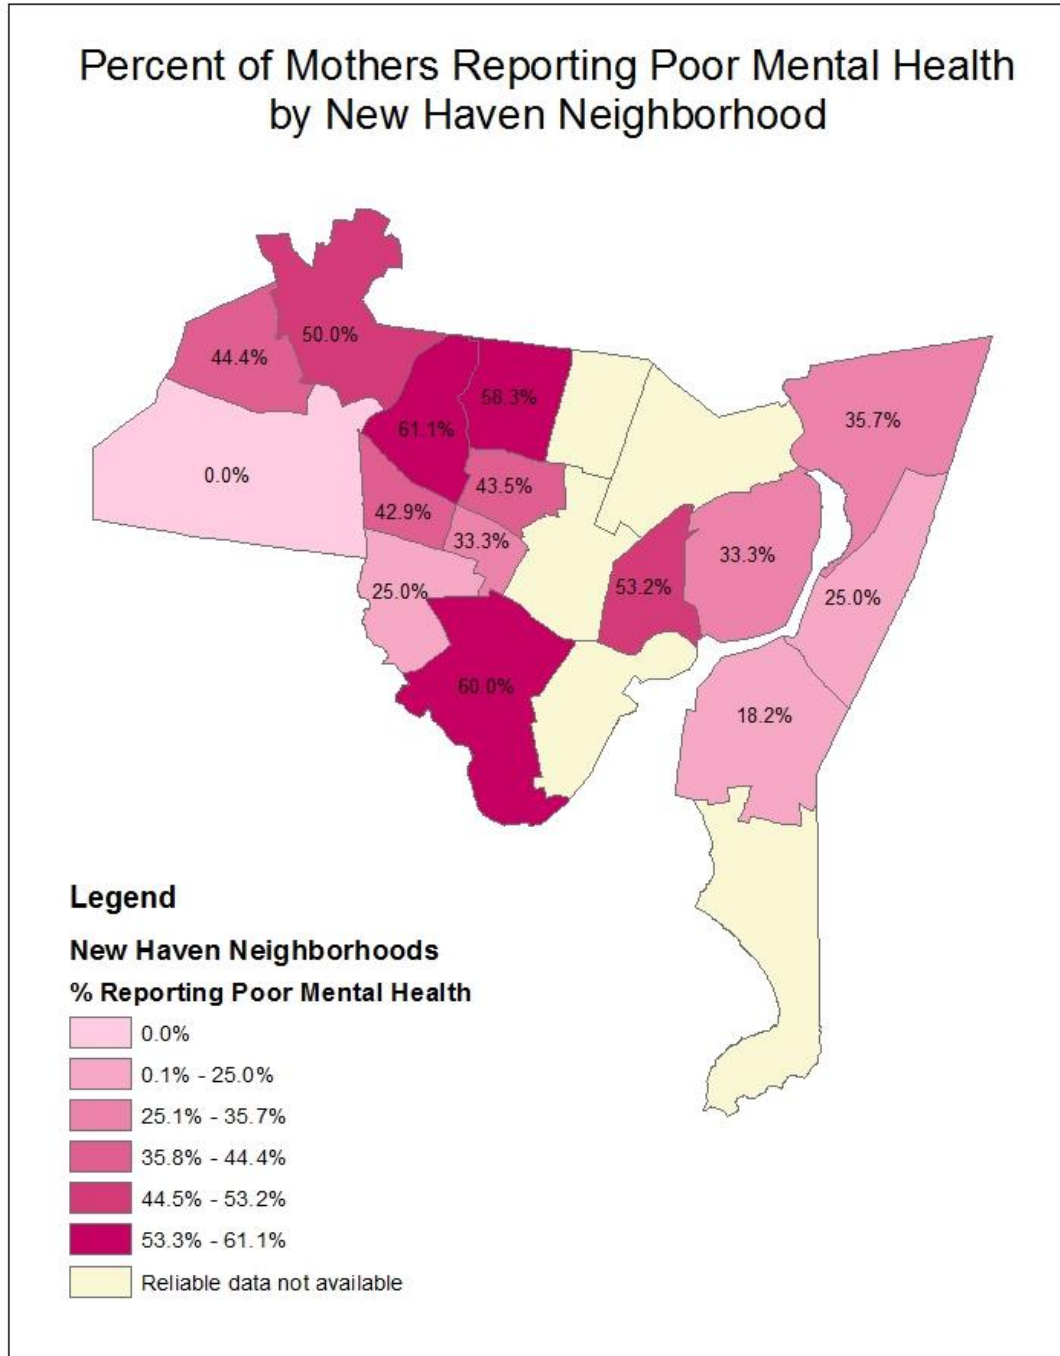 Percent of Mothers Reporting Poor Mental Health
by New Haven Neighborhood
50.0%
44.4%
58.3%
61.1%
35.7%
0.0%
43.5%
42.9%
33.3%
33.3%
25.0%
53.2%
25.0%
60.0%
18.2%
Legend
New Haven Neighborhoods
% Reporting Poor Mental Health
0.0%
0.1% - 25.0%
25.1% - 35.7%
35.8% - 44.4%
44.5% - 53.2%
53.3% - 61.1%
Reliable data not available